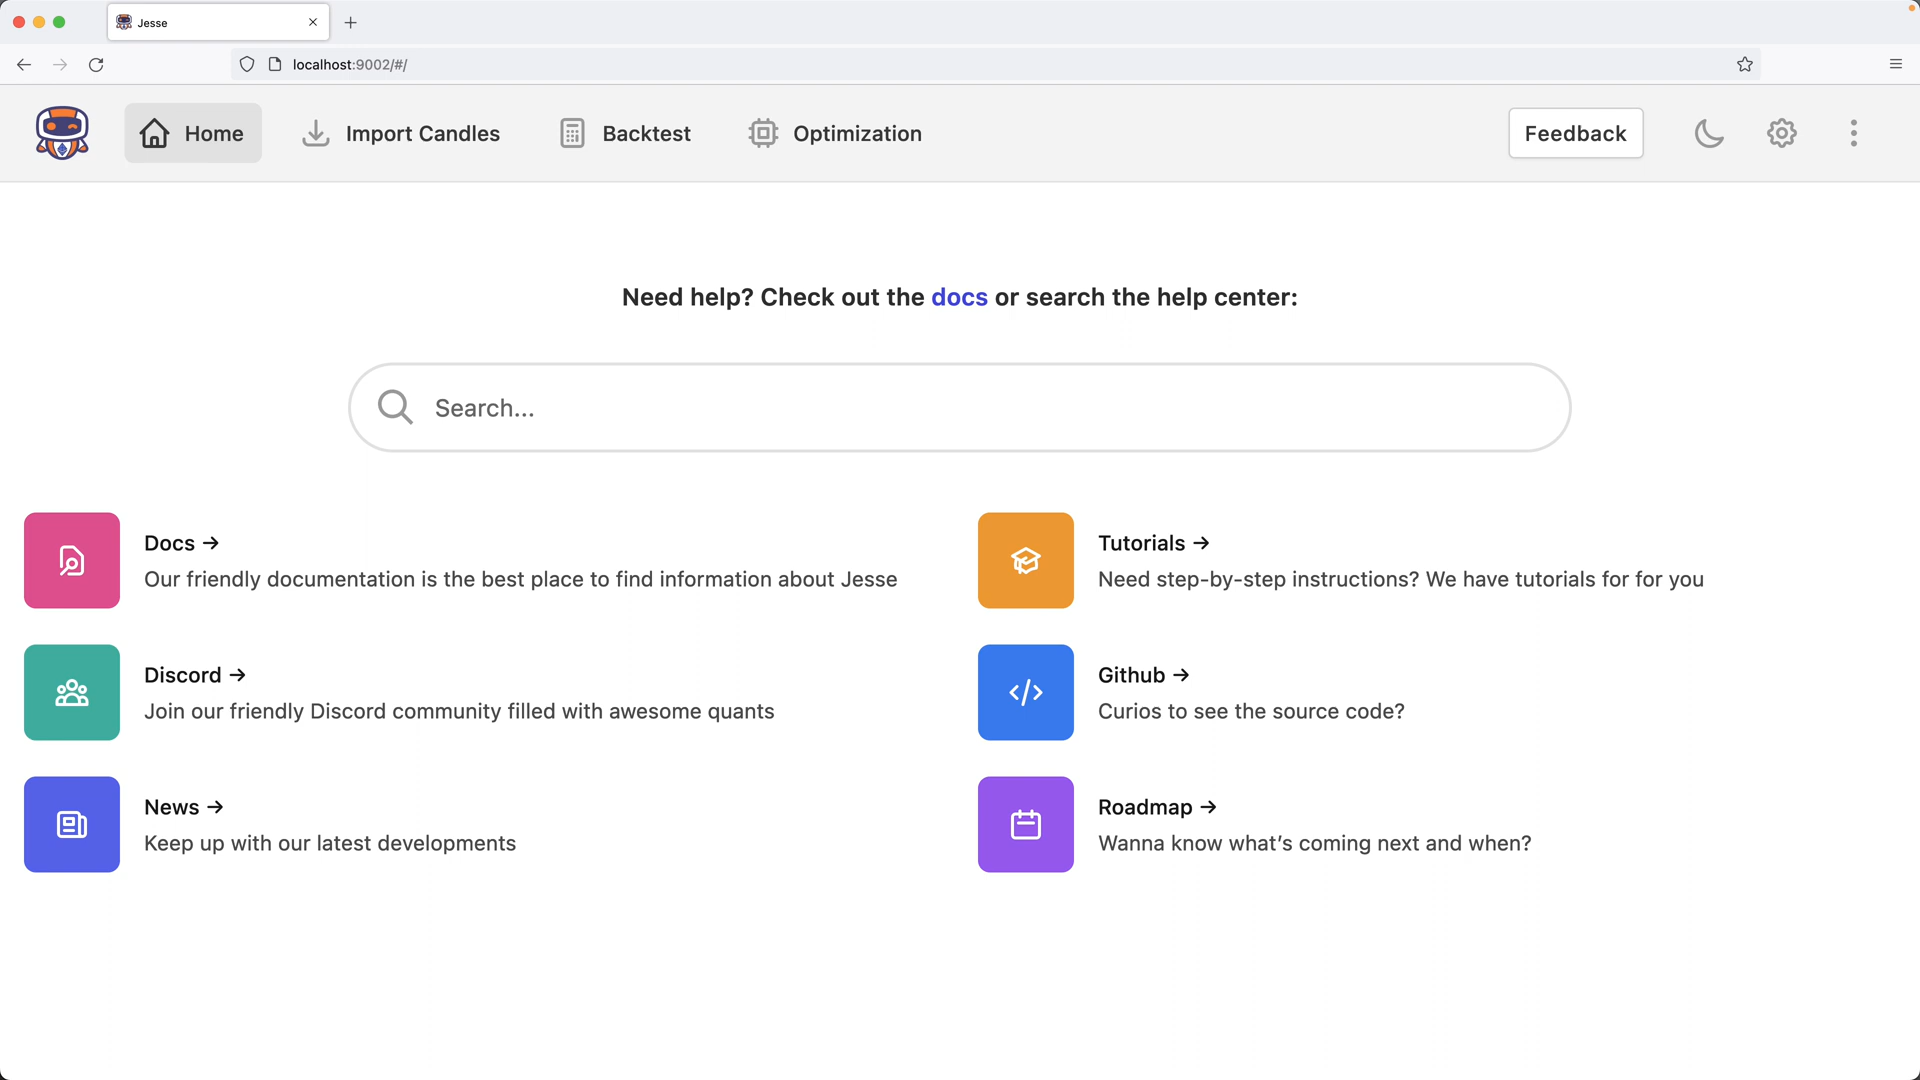 Jesse
localhost:9002/#/
Home
Import Candles
Backtest
Optimization
Feedback
Need help? Check out the docs or search the help center:
Search...
Docs →
Our friendly documentation is the best place to find information about Jesse
Tutorials →
Need step-by-step instructions? We have tutorials for for you
Discord →
Join our friendly Discord community filled with awesome quants
Github →
Curios to see the source code?
News →
Keep up with our latest developments
Roadmap →
Wanna know what’s coming next and when?